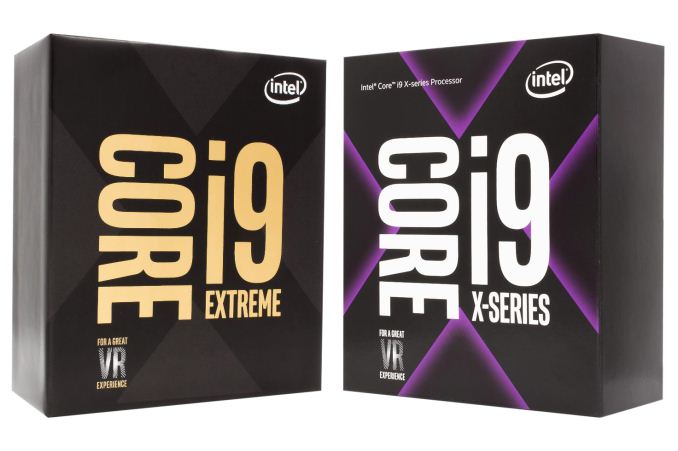 intel
CORE
i9
EXTREME
FOR A GREAT
VR
EXPERIENCE
intel
Intel® Core™ i9 X-series Processor
CORE
i9
X-SERIES
FOR A GREAT
VR
EXPERIENCE